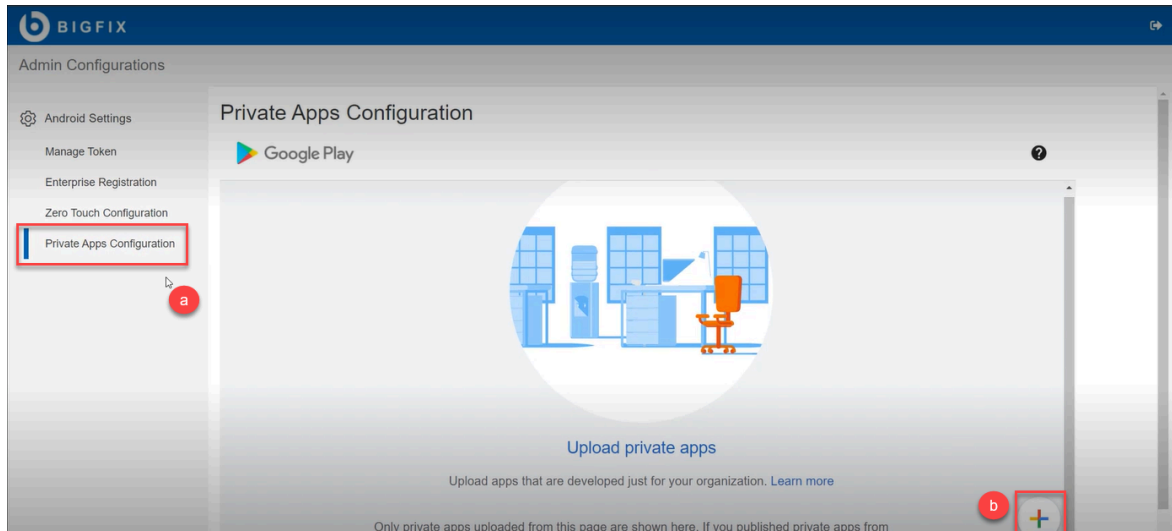 BIGFIX
Admin Configurations
Android Settings
Manage Token
Enterprise Registration
Zero Touch Configuration
Private Apps Configuration
a
Private Apps Configuration
Google Play
?
Upload private apps
Upload apps that are developed just for your organization. Learn more
b
Only private apps uploaded from this page are shown here. If you published private apps from